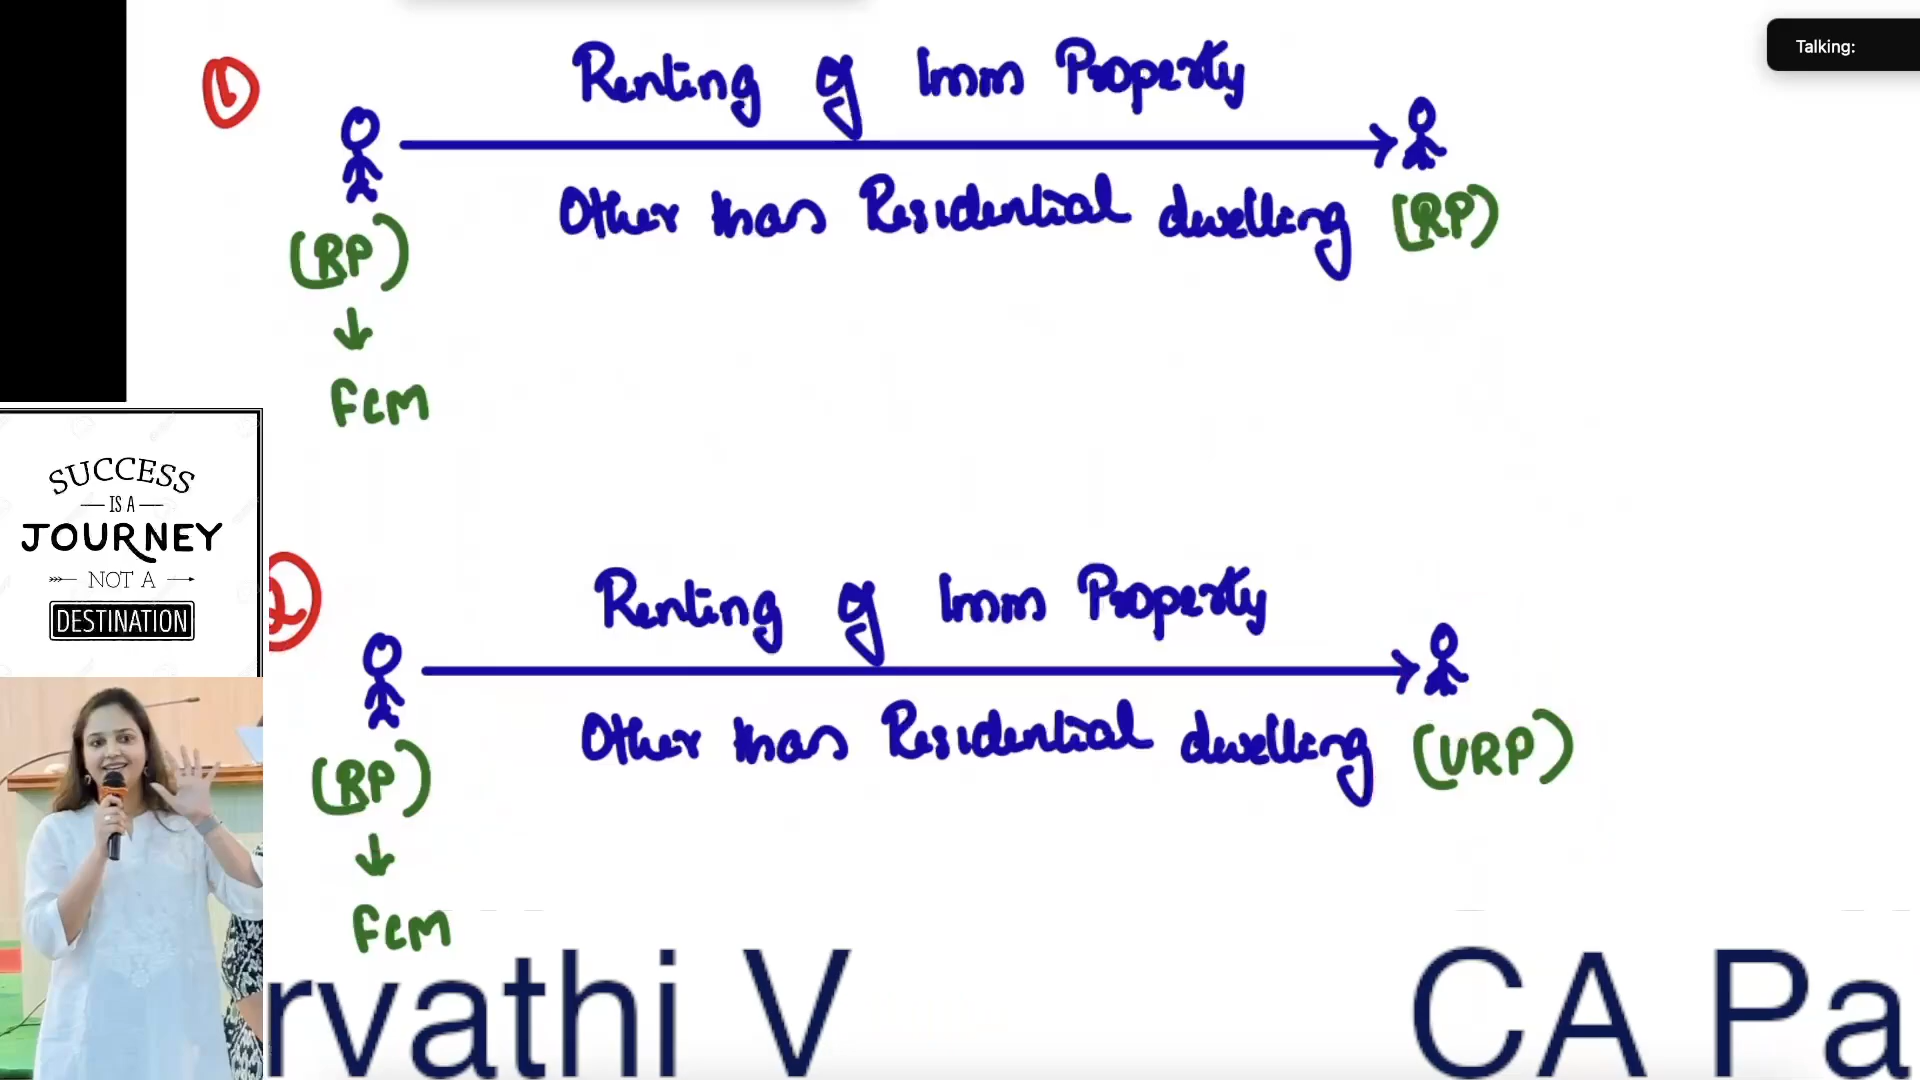 Talking:
1
Renting of Imm Property
Other than Residential dwelling
(RP)
(RP)
↓
FCM
SUCCESS
IS A
JOURNEY
NOT A
DESTINATION
2
Renting of Imm Property
Other than Residential dwelling
(RP)
(URP)
↓
FCM
rvathi V
CA Pa